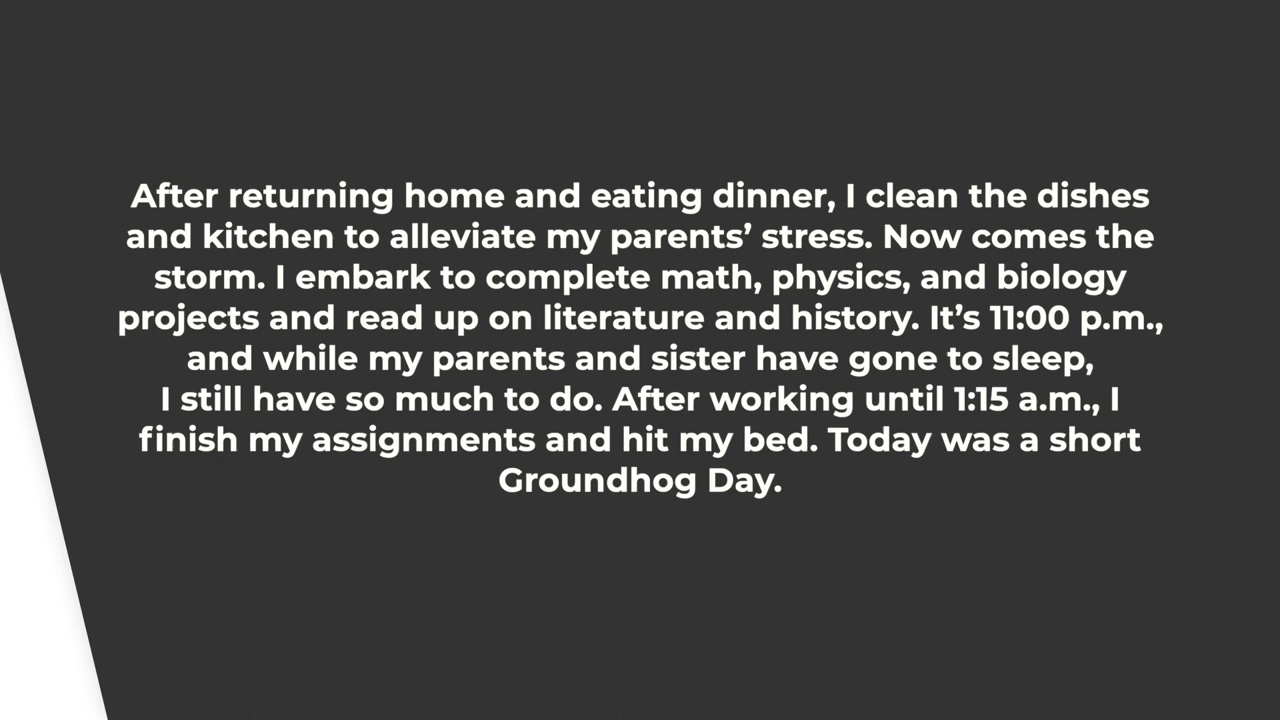 After returning home and eating dinner, I clean the dishes
and kitchen to alleviate my parents’ stress. Now comes the
storm. I embark to complete math, physics, and biology
projects and read up on literature and history. It’s 11:00 p.m.,
and while my parents and sister have gone to sleep,
I still have so much to do. After working until 1:15 a.m., I
finish my assignments and hit my bed. Today was a short
Groundhog Day.